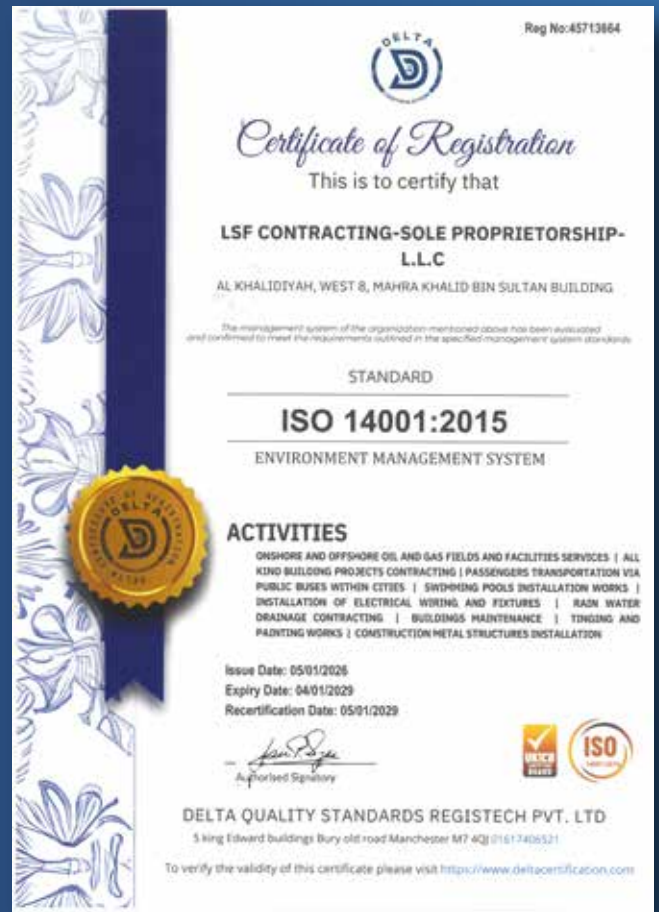 Reg No:45713664
DELTA
Certificate of Registration
This is to certify that
LSF CONTRACTING-SOLE PROPRIETORSHIP-
L.L.C
AL KHALIDIYAH, WEST 8, MAHRA KHALID BIN SULTAN BUILDING
The management system of the organization mentioned above has been evaluated
and confirmed to meet the requirements outlined in the specified management system standards
STANDARD
ISO 14001:2015
ENVIRONMENT MANAGEMENT SYSTEM
CERTIFICATE OF REGISTRATION
DELTA
ACTIVITIES
ONSHORE AND OFFSHORE OIL AND GAS FIELDS AND FACILITIES SERVICES | ALL
KIND BUILDING PROJECTS CONTRACTING | PASSENGERS TRANSPORTATION VIA
PUBLIC BUSES WITHIN CITIES | SWIMMING POOLS INSTALLATION WORKS |
INSTALLATION OF ELECTRICAL WIRING AND FIXTURES | RAIN WATER
DRAINAGE CONTRACTING | BUILDINGS MAINTENANCE | TINGING AND
PAINTING WORKS | CONSTRUCTION METAL STRUCTURES INSTALLATION
Issue Date: 05/01/2026
Expiry Date: 04/01/2029
Recertification Date: 05/01/2029
Authorised Signatory
ISO
DELTA QUALITY STANDARDS REGISTECH PVT. LTD
5 king Edward buildings Bury old road Manchester M7 4QJ 01617406521
To verify the validity of this certificate please visit https://www.deltacertification.com